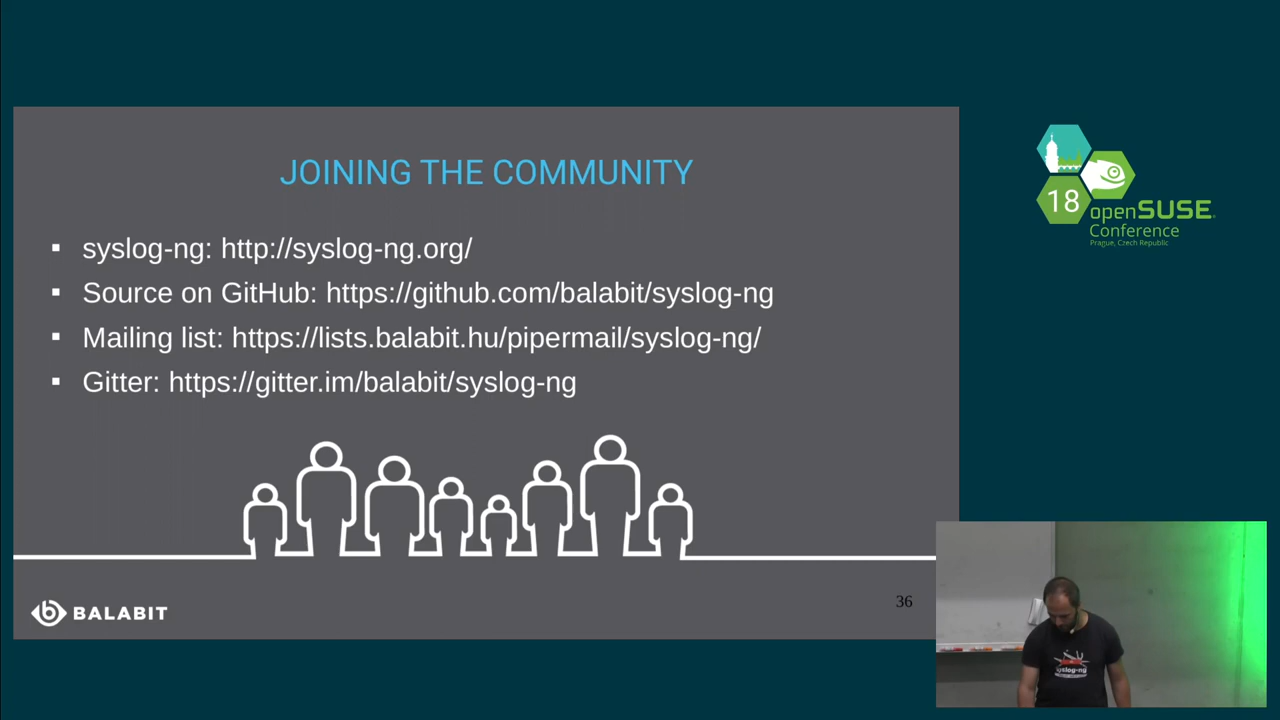 JOINING THE COMMUNITY
▪ syslog-ng: http://syslog-ng.org/
▪ Source on GitHub: https://github.com/balabit/syslog-ng
▪ Mailing list: https://lists.balabit.hu/pipermail/syslog-ng/
▪ Gitter: https://gitter.im/balabit/syslog-ng
BALABIT
36
18
openSUSE
Conference
Prague, Czech Republic
syslog-ng